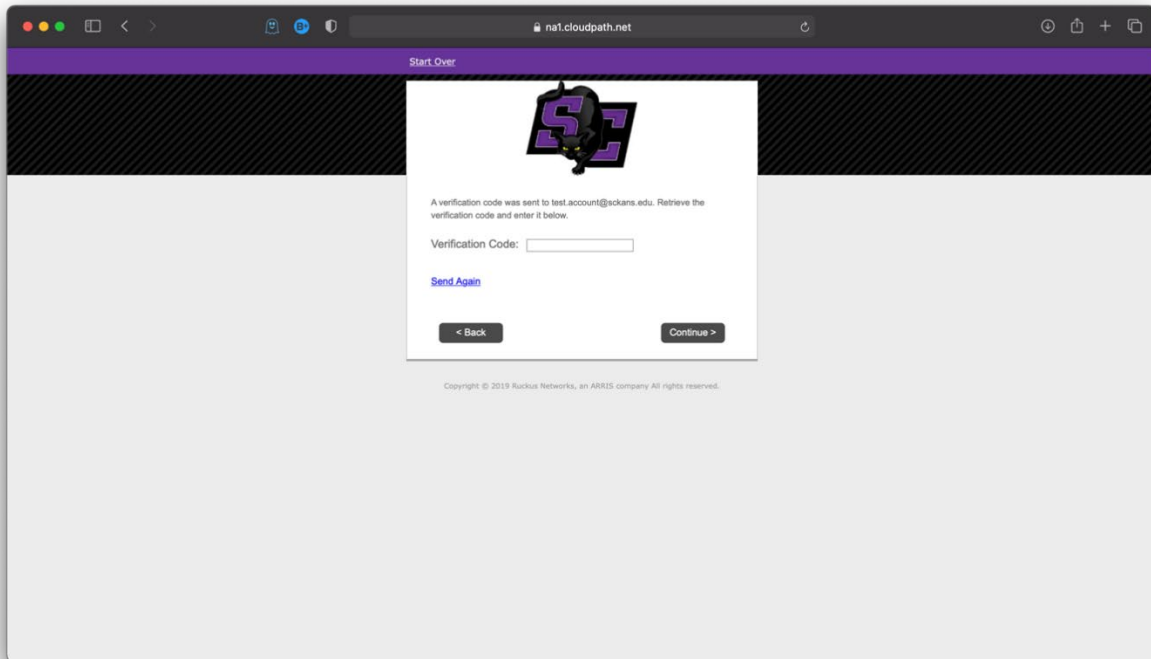 na1.cloudpath.net
Start Over
SC
A verification code was sent to test.account@sckans.edu. Retrieve the
verification code and enter it below.
Verification Code:
Send Again
< Back
Continue >
Copyright © 2019 Ruckus Networks, an ARRIS company All rights reserved.